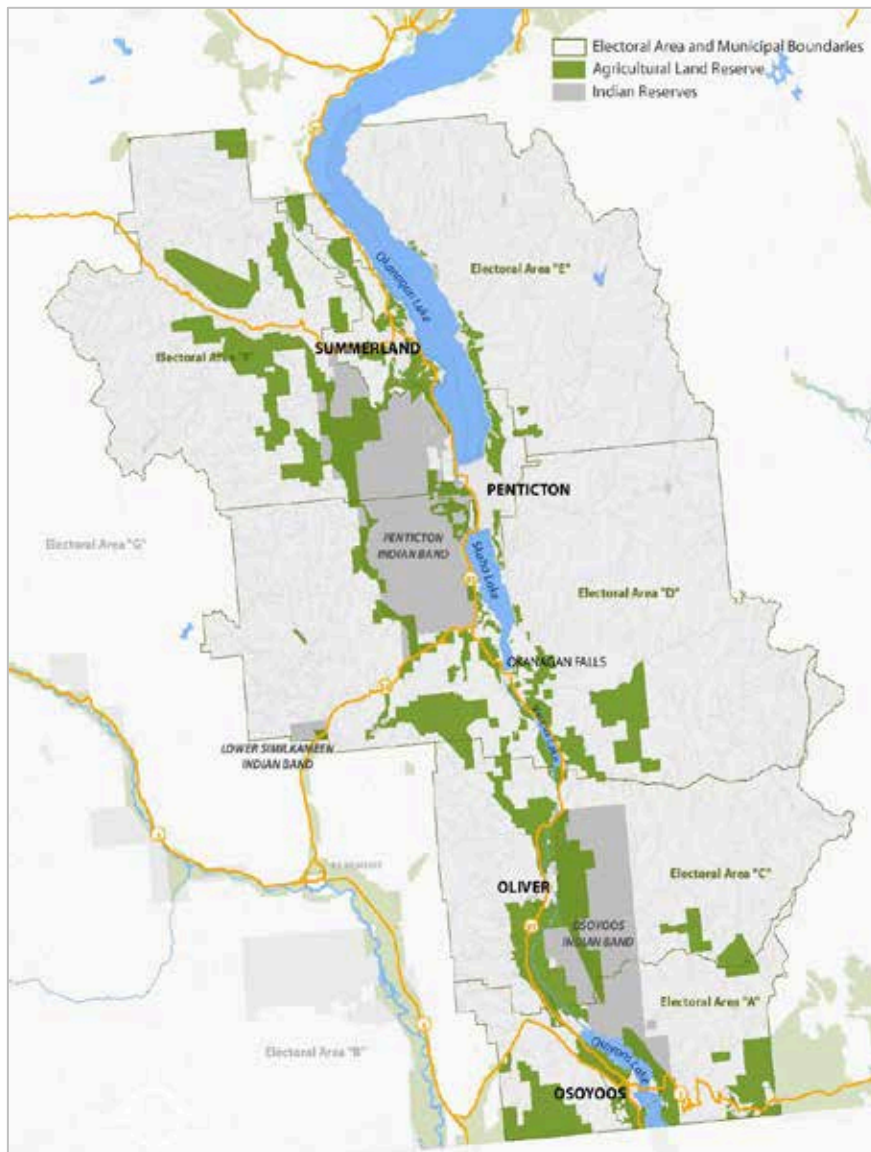 Electoral Area and Municipal Boundaries
Agricultural Land Reserve
Indian Reserves
Okanagan Lake
Electoral Area "E"
SUMMERLAND
Electoral Area "F"
PENTICTON
Electoral Area "G"
PENTICTON
INDIAN BAND
Skaha Lake
Electoral Area "D"
OKANAGAN FALLS
LOWER SIMILKAMEEN
INDIAN BAND
Lake
KEREMEOS
OLIVER
Electoral Area "C"
OSOYOOS
INDIAN BAND
Electoral Area "A"
Electoral Area "B"
Osoyoos Lake
OSOYOOS